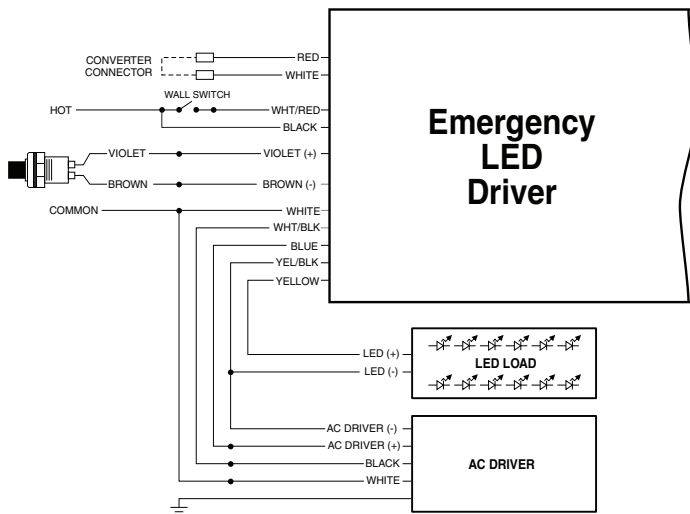 CONVERTER
CONNECTOR
RED
WHITE
WALL SWITCH
HOT
WHT/RED
BLACK
VIOLET
VIOLET (+)
BROWN
BROWN (-)
COMMON
WHITE
WHT/BLK
BLUE
YEL/BLK
YELLOW
Emergency
LED
Driver
LED (+)
LED (-)
LED LOAD
AC DRIVER (-)
AC DRIVER (+)
BLACK
WHITE
AC DRIVER